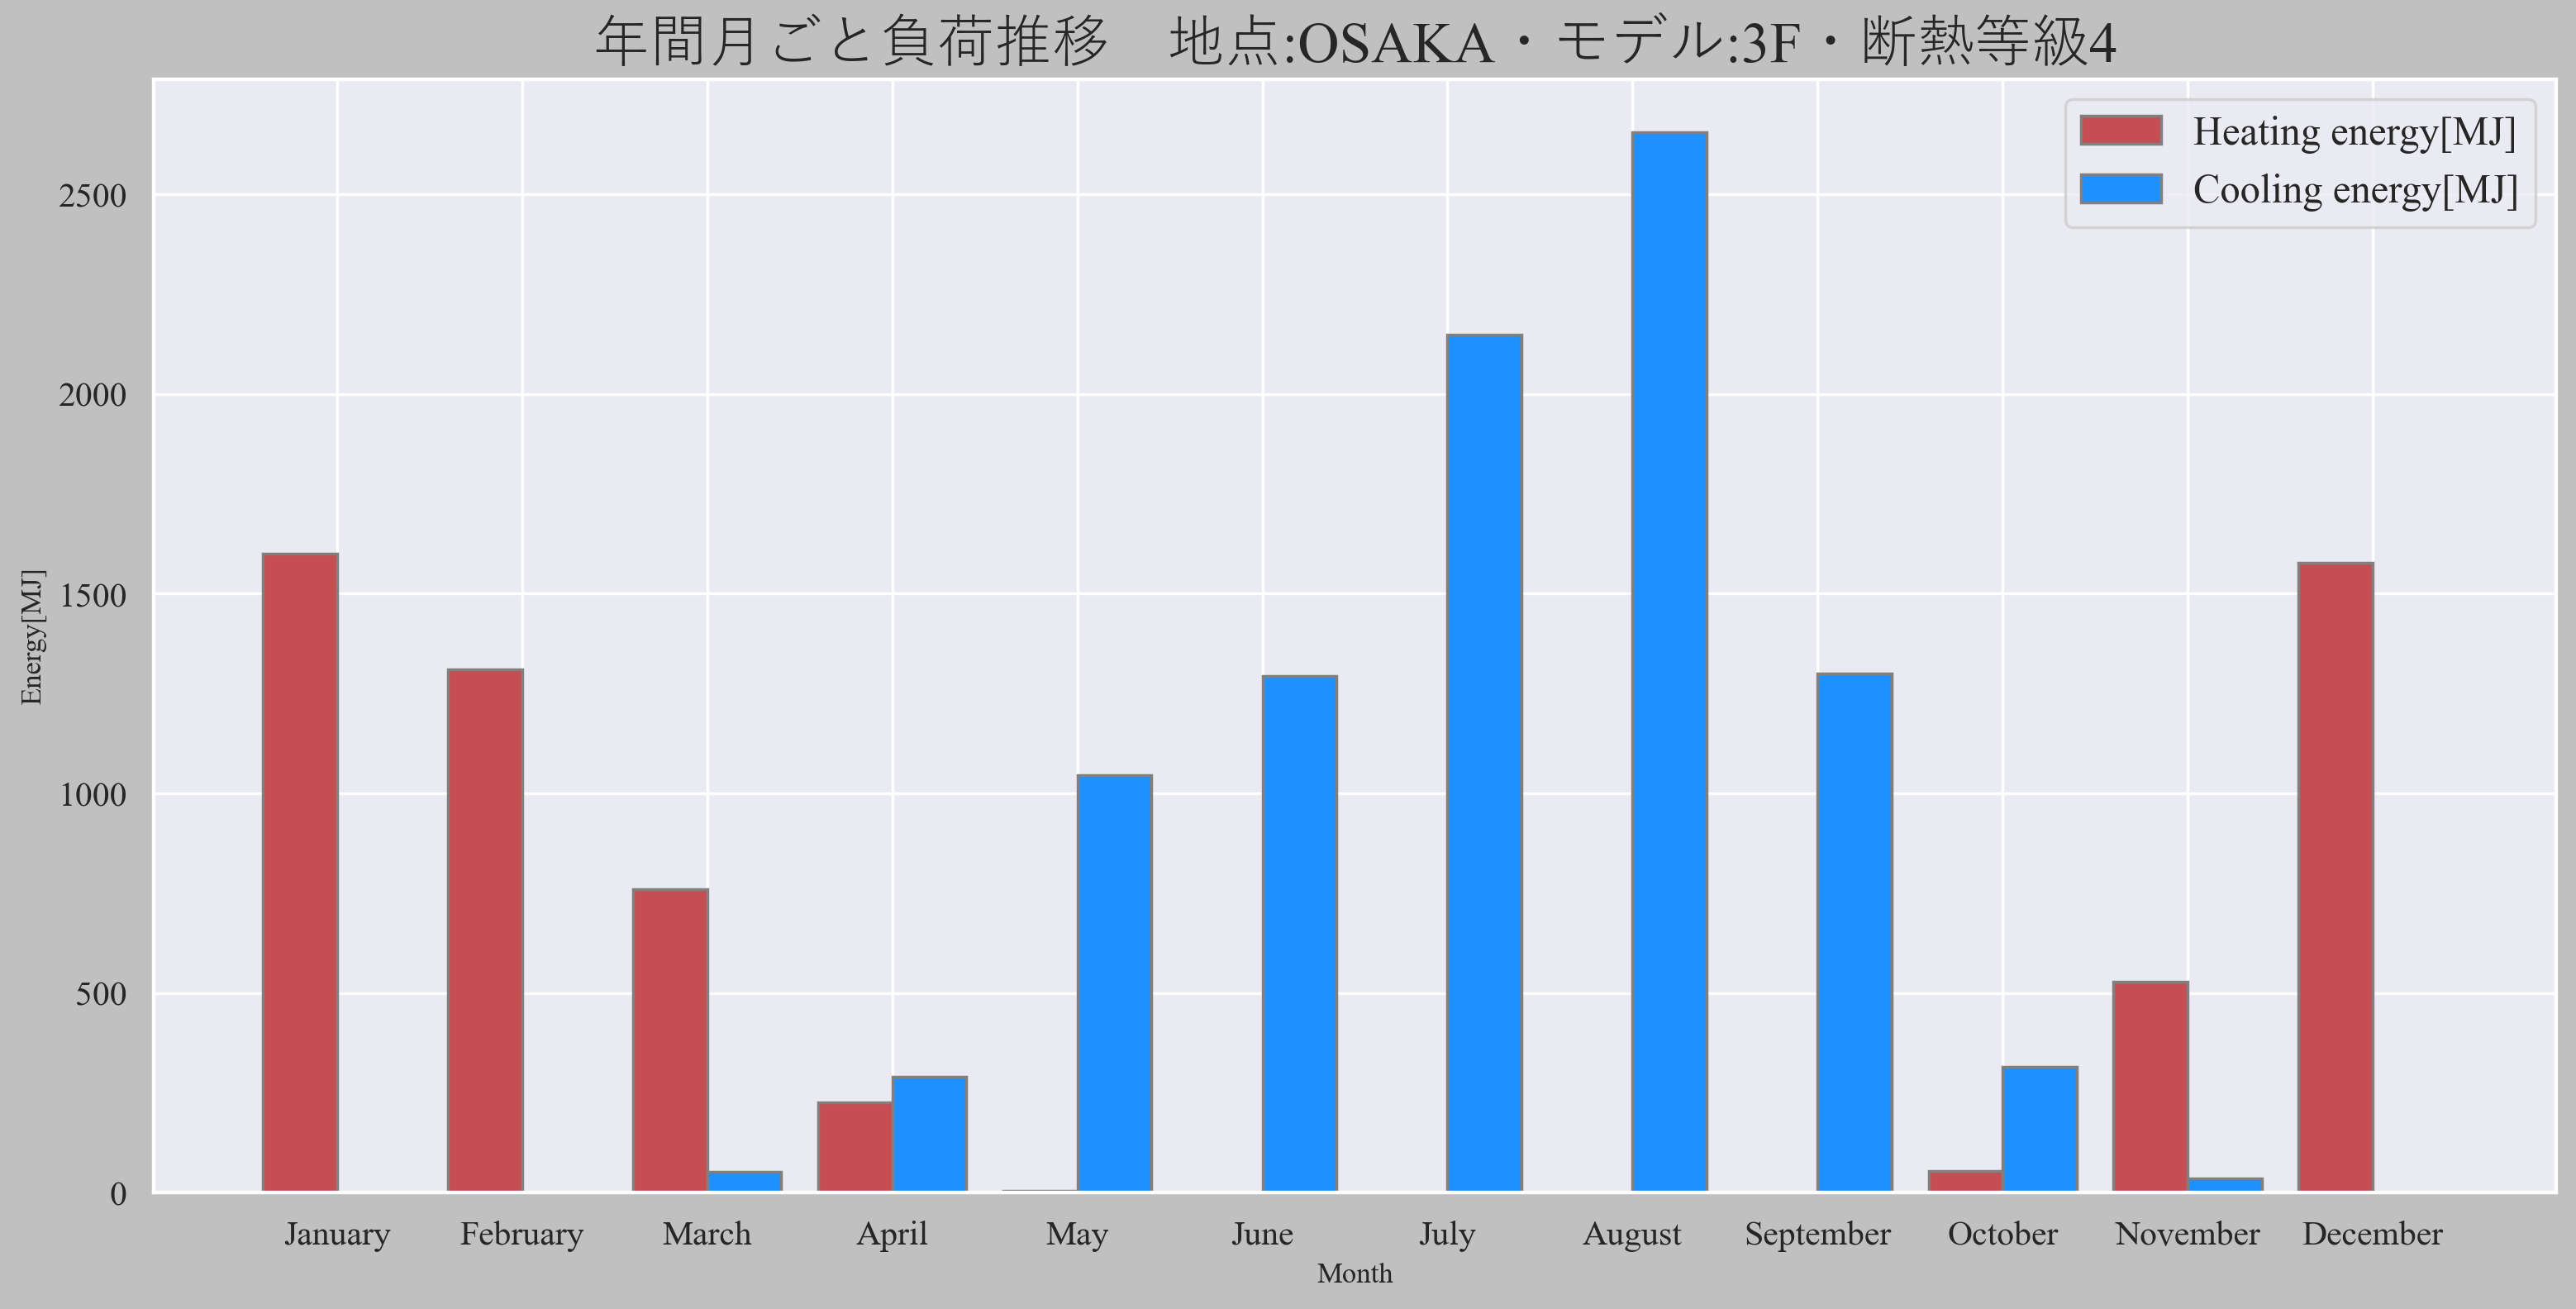 年間月ごと負荷推移　地点:OSAKA・モデル:3F・断熱等級4
Heating energy[MJ]
Cooling energy[MJ]
Energy[MJ]
2500
2000
1500
1000
500
0
January February March April May June July August September October November December
Month